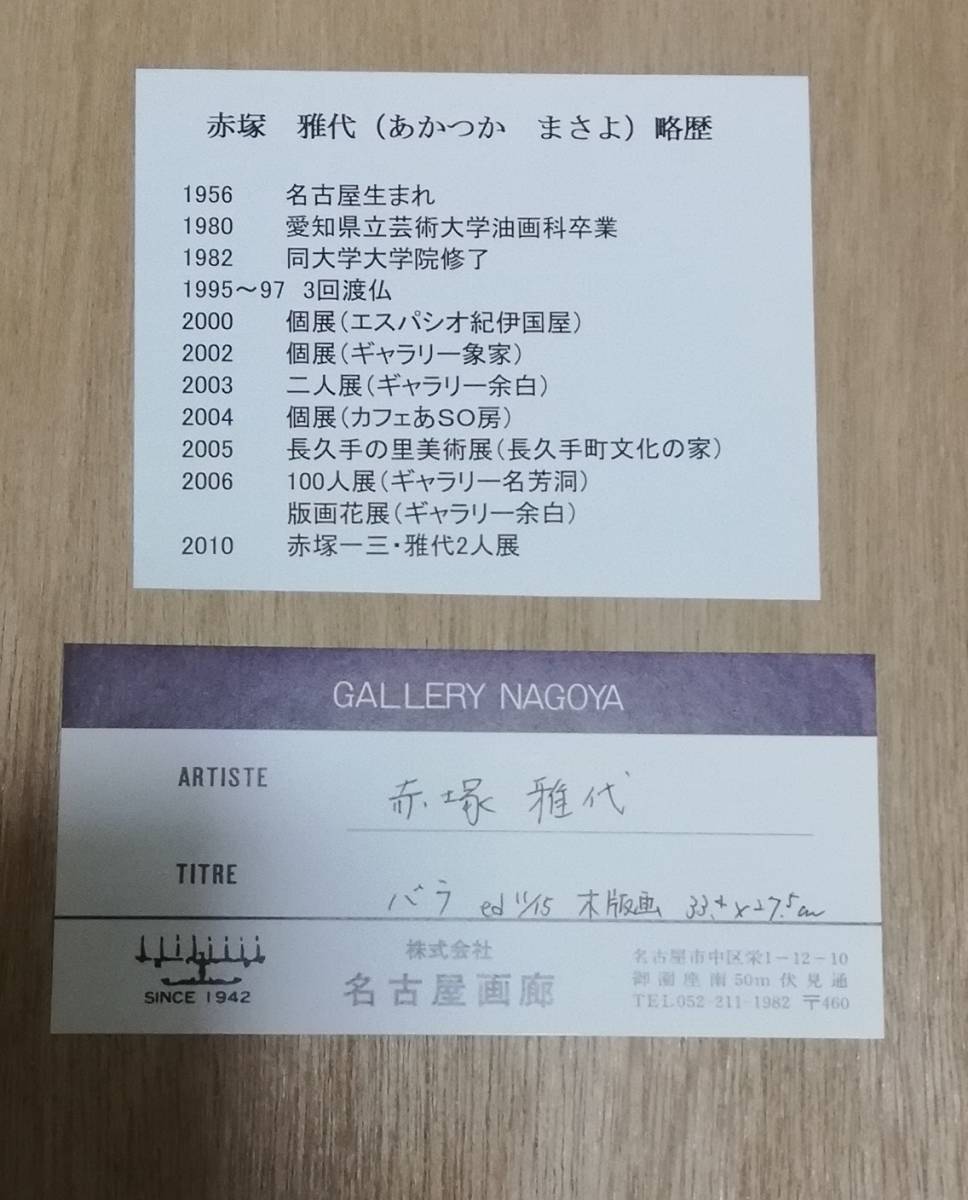 赤塚　雅代（あかつか　まさよ）略歴
1956 名古屋生まれ
1980 愛知県立芸術大学油画科卒業
1982 同大学大学院修了
1995～97 3回渡仏
2000 個展（エスパシオ紀伊国屋）
2002 個展（ギャラリー象家）
2003 二人展（ギャラリー余白）
2004 個展（カフェあSO房）
2005 長久手の里美術展（長久手町文化の家）
2006 100人展（ギャラリー名芳洞）
版画花展（ギャラリー余白）
2010 赤塚一三・雅代2人展
GALLERY NAGOYA
ARTISTE 赤塚 雅代
TITRE バラ ed 11/15 木版画 33.4×27.5cm
SINCE 1942
株式会社
名古屋画廊
名古屋市中区栄1-12-10
御園座南50m伏見通
TEL.052-211-1982 〒460